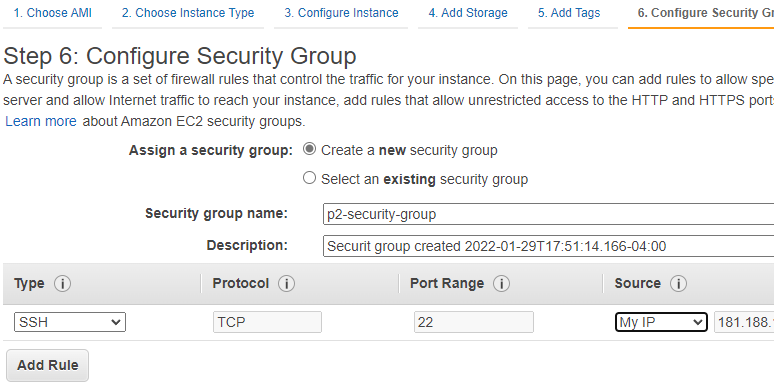 1. Choose AMI 2. Choose Instance Type 3. Configure Instance 4. Add Storage 5. Add Tags 6. Configure Security
Step 6: Configure Security Group
A security group is a set of firewall rules that control the traffic for your instance. On this page, you can add rules to allow
server and allow Internet traffic to reach your instance, add rules that allow unrestricted access to the HTTP and HTTPS
Learn more about Amazon EC2 security groups.
Assign a security group: Create a new security group
Select an existing security group
Security group name: p2-security-group
Description: Securit group created 2022-01-29T17:51:14.166-04:00
Type i Protocol i Port Range i Source i
SSH TCP 22 My IP 181.188.
Add Rule